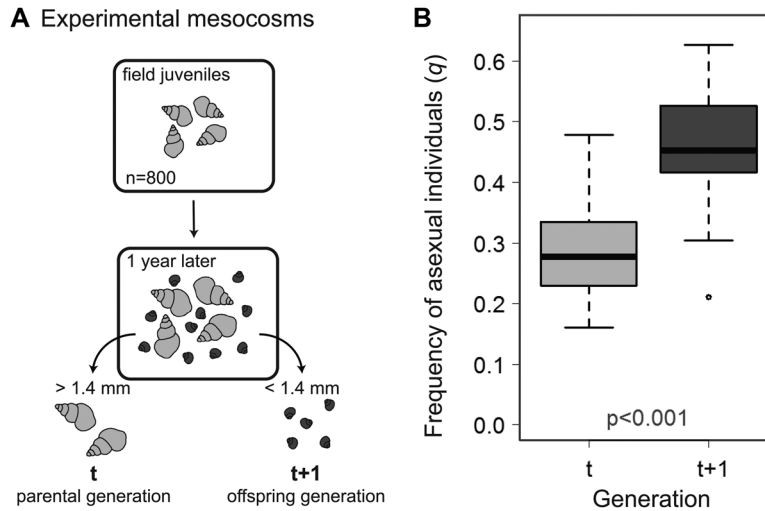 A Experimental mesocosms
field juveniles
n=800
1 year later
> 1.4 mm
< 1.4 mm
t
parental generation
t+1
offspring generation
B
Frequency of asexual individuals (q)
0.6
0.5
0.4
0.3
0.2
0.1
0.0
p<0.001
t
t+1
Generation